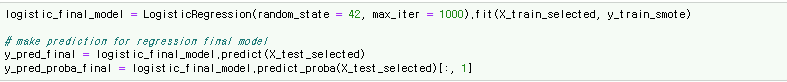 logistic_final_model = LogisticRegression(random_state = 42, max_iter = 1000).fit(X_train_selected, y_train_smote)
# make prediction for regression final model
y_pred_final = logistic_final_model.predict(X_test_selected)
y_pred_proba_final = logistic_final_model.predict_proba(X_test_selected)[:, 1]